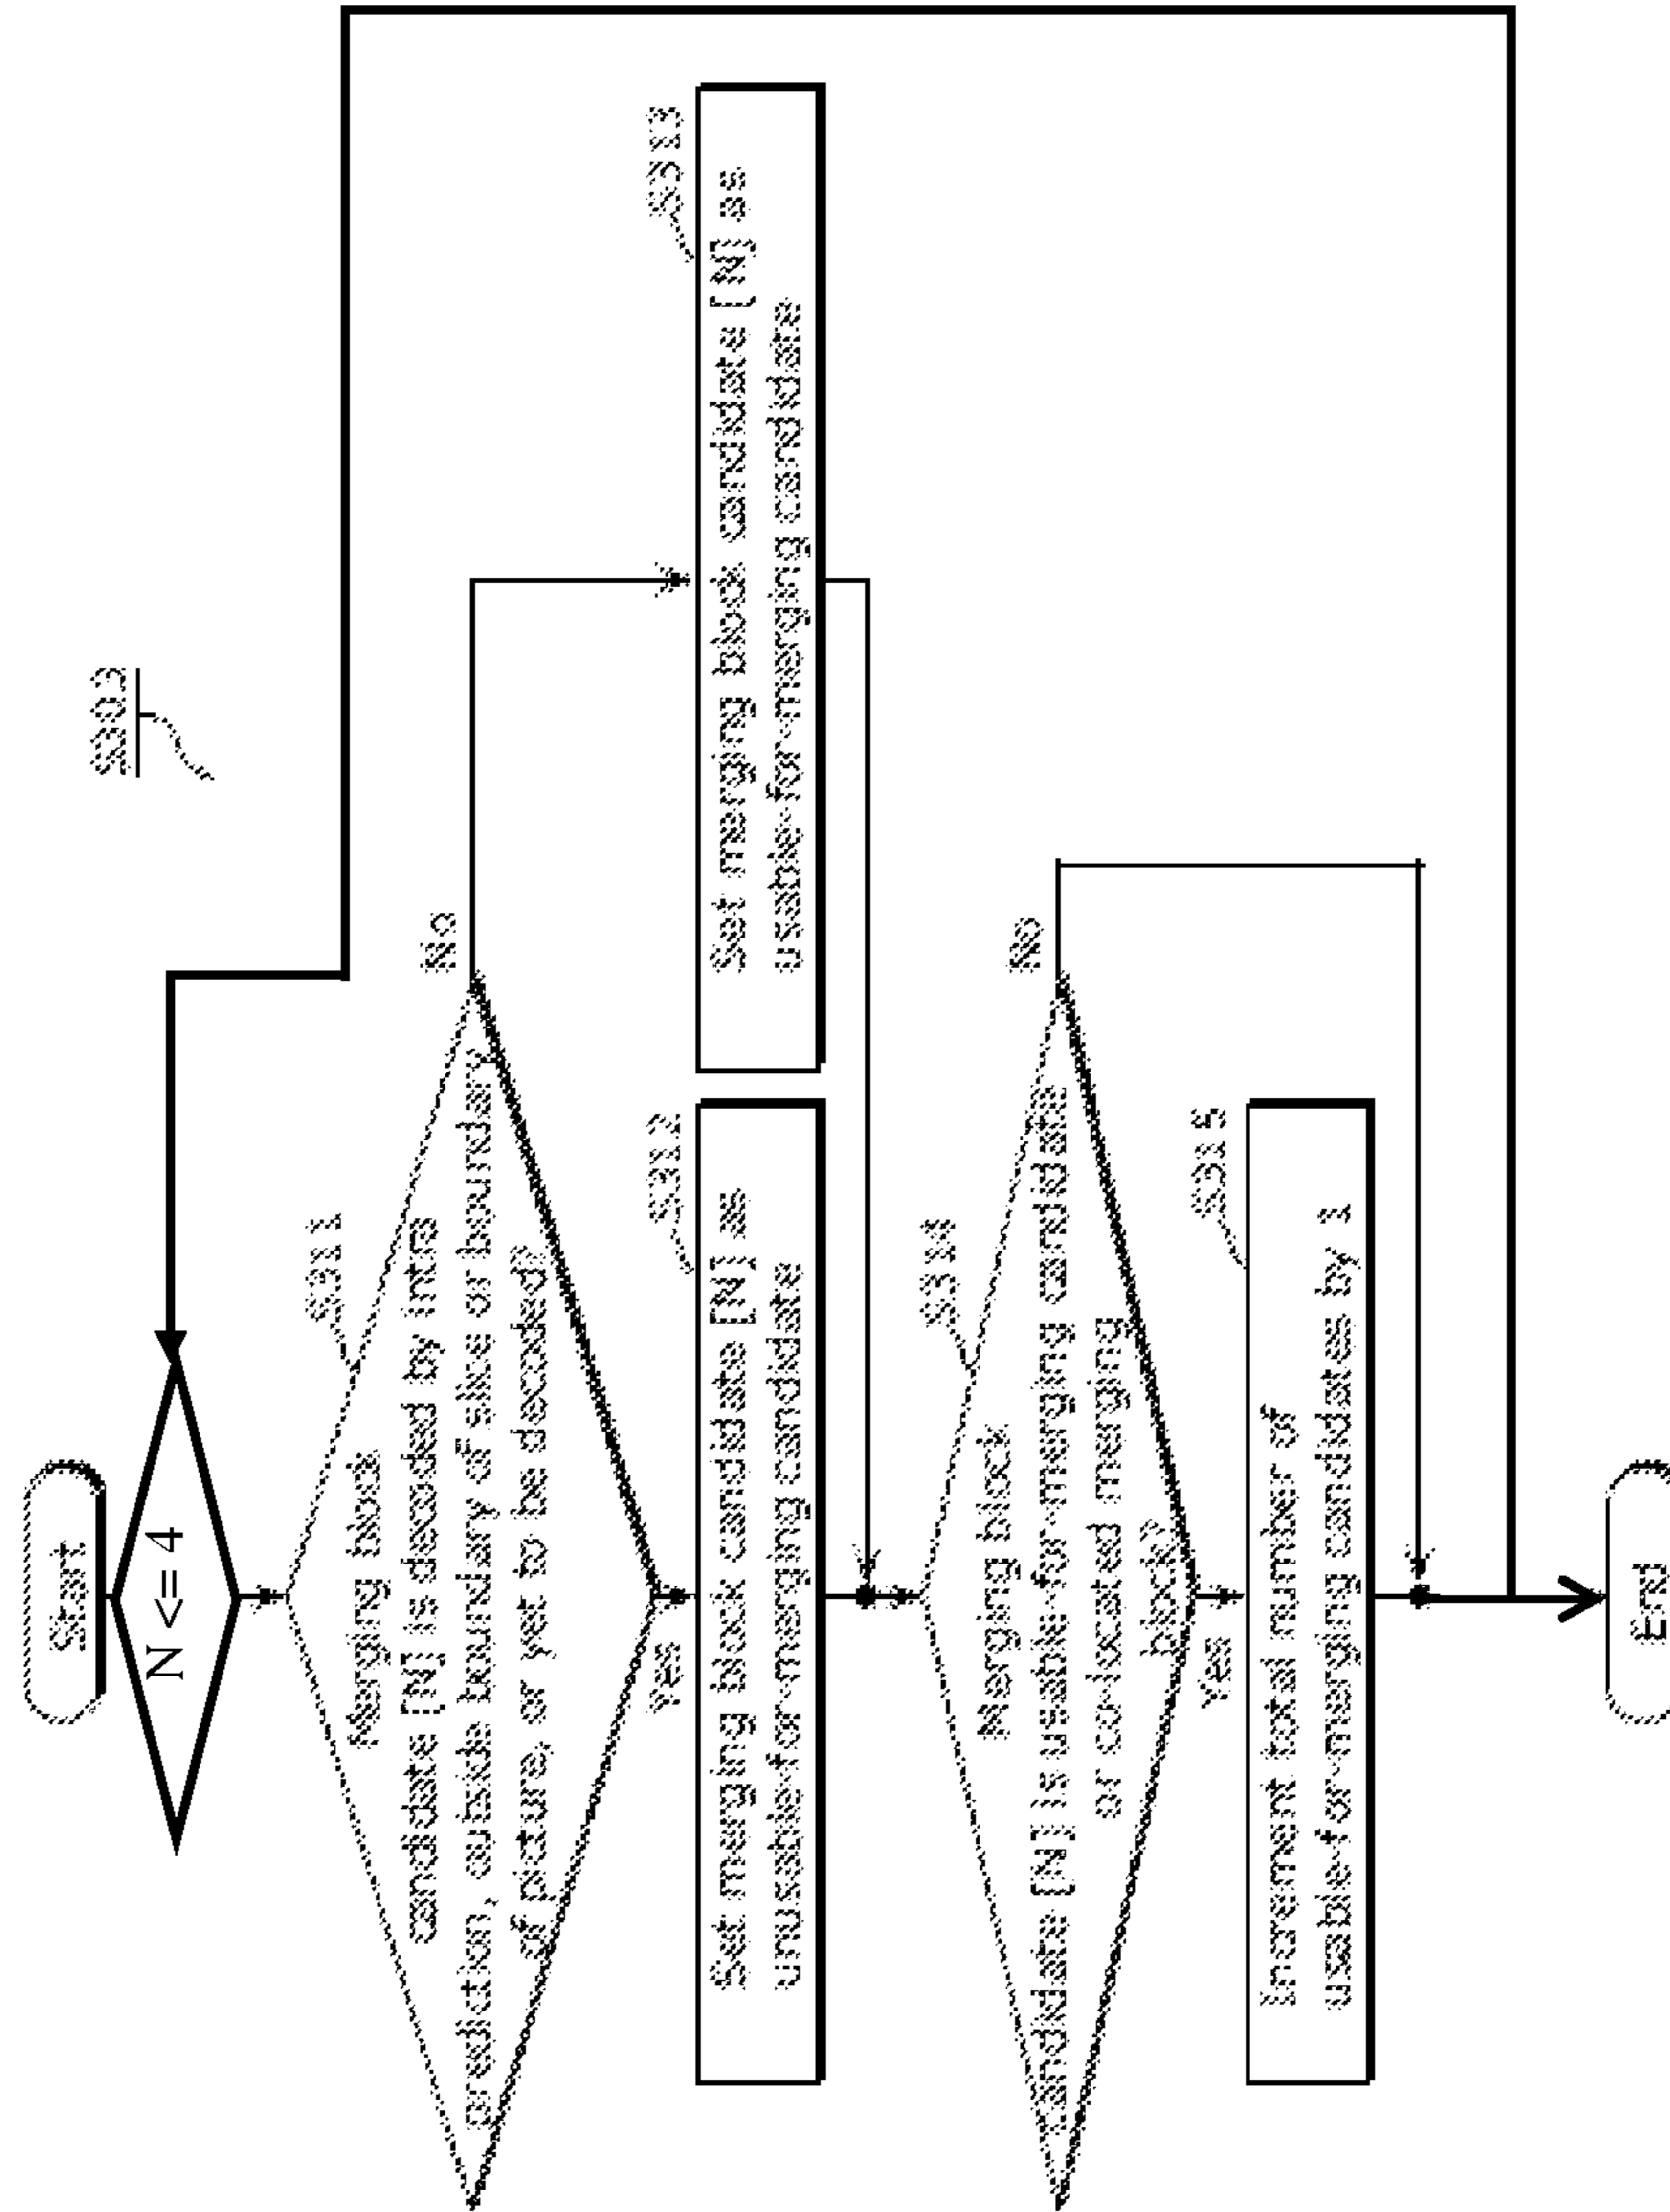 S303
Start
N <= 4
S311
Merging block
candidate [N] is decoded by intra
prediction, outside boundary of slice or boundary
of picture, or yet to be decoded?
No
Yes
S312
Set merging block candidate [N] as
unusable-for-merging candidate
S313
Set merging block candidate [N] as
usable-for-merging candidate
S314
Merging block
candidate [N] is usable-for-merging candidate
or co-located merging
block?
No
Yes
S315
Increment total number of
usable-for-merging candidates by 1
End